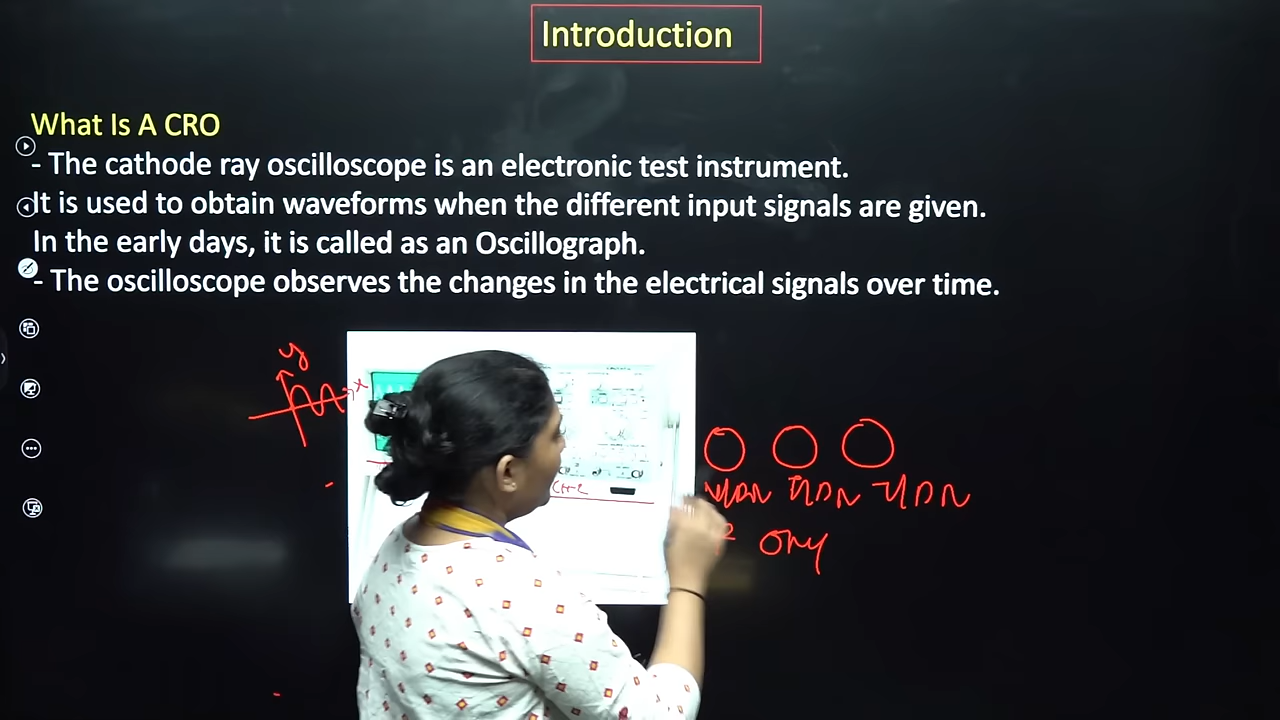 Introduction
What Is A CRO
- The cathode ray oscilloscope is an electronic test instrument.
It is used to obtain waveforms when the different input signals are given.
In the early days, it is called as an Oscillograph.
- The oscilloscope observes the changes in the electrical signals over time.
y
x